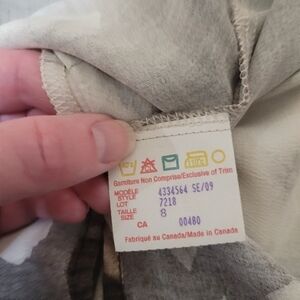 Garniture Non Comprise/Exclusive of Trim
MODÈLE
STYLE 4334564 SE/09
LOT 7218
TAILLE
SIZE 8
CA 00480
Fabriqué au Canada/Made in Canada